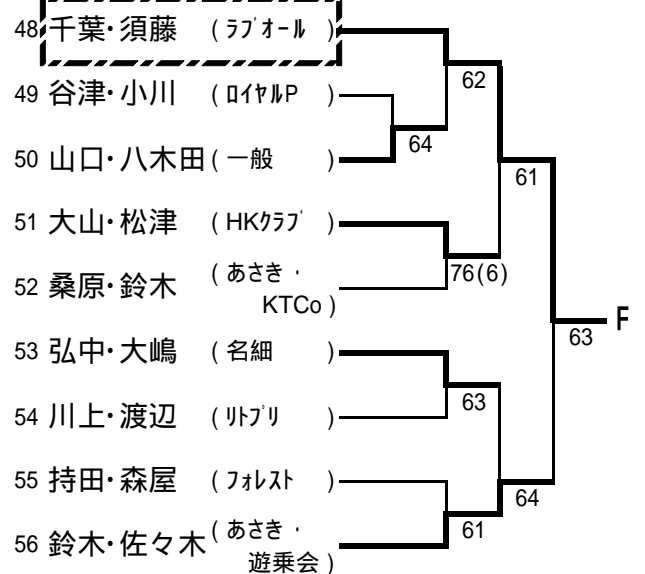 48 千葉・須藤 (ﾗﾌﾞｵｰﾙ )
62
49 谷津・小川 (ﾛｲﾔﾙP )
64
50 山口・八木田 (一般 )
61
51 大山・松津 (HKｸﾗﾌﾞ )
76(6)
52 桑原・鈴木 (あさき・
KTCo)
63 F
53 弘中・大嶋 (名細 )
63
54 川上・渡辺 (ﾘﾄﾌﾟﾘ )
55 持田・森屋 (ﾌｫﾚｽﾄ )
64
61
56 鈴木・佐々木 (あさき・
遊乗会)